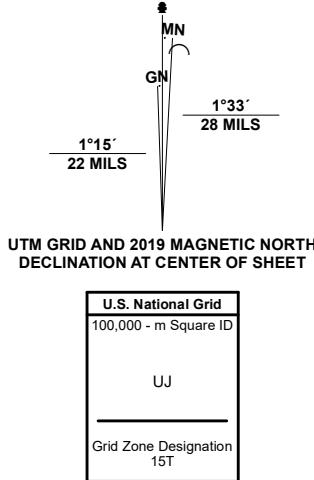 MN
GN
1°33´
28 MILS
1°15´
22 MILS
UTM GRID AND 2019 MAGNETIC NORTH
DECLINATION AT CENTER OF SHEET
U.S. National Grid
100,000 - m Square ID
UJ
Grid Zone Designation
15T